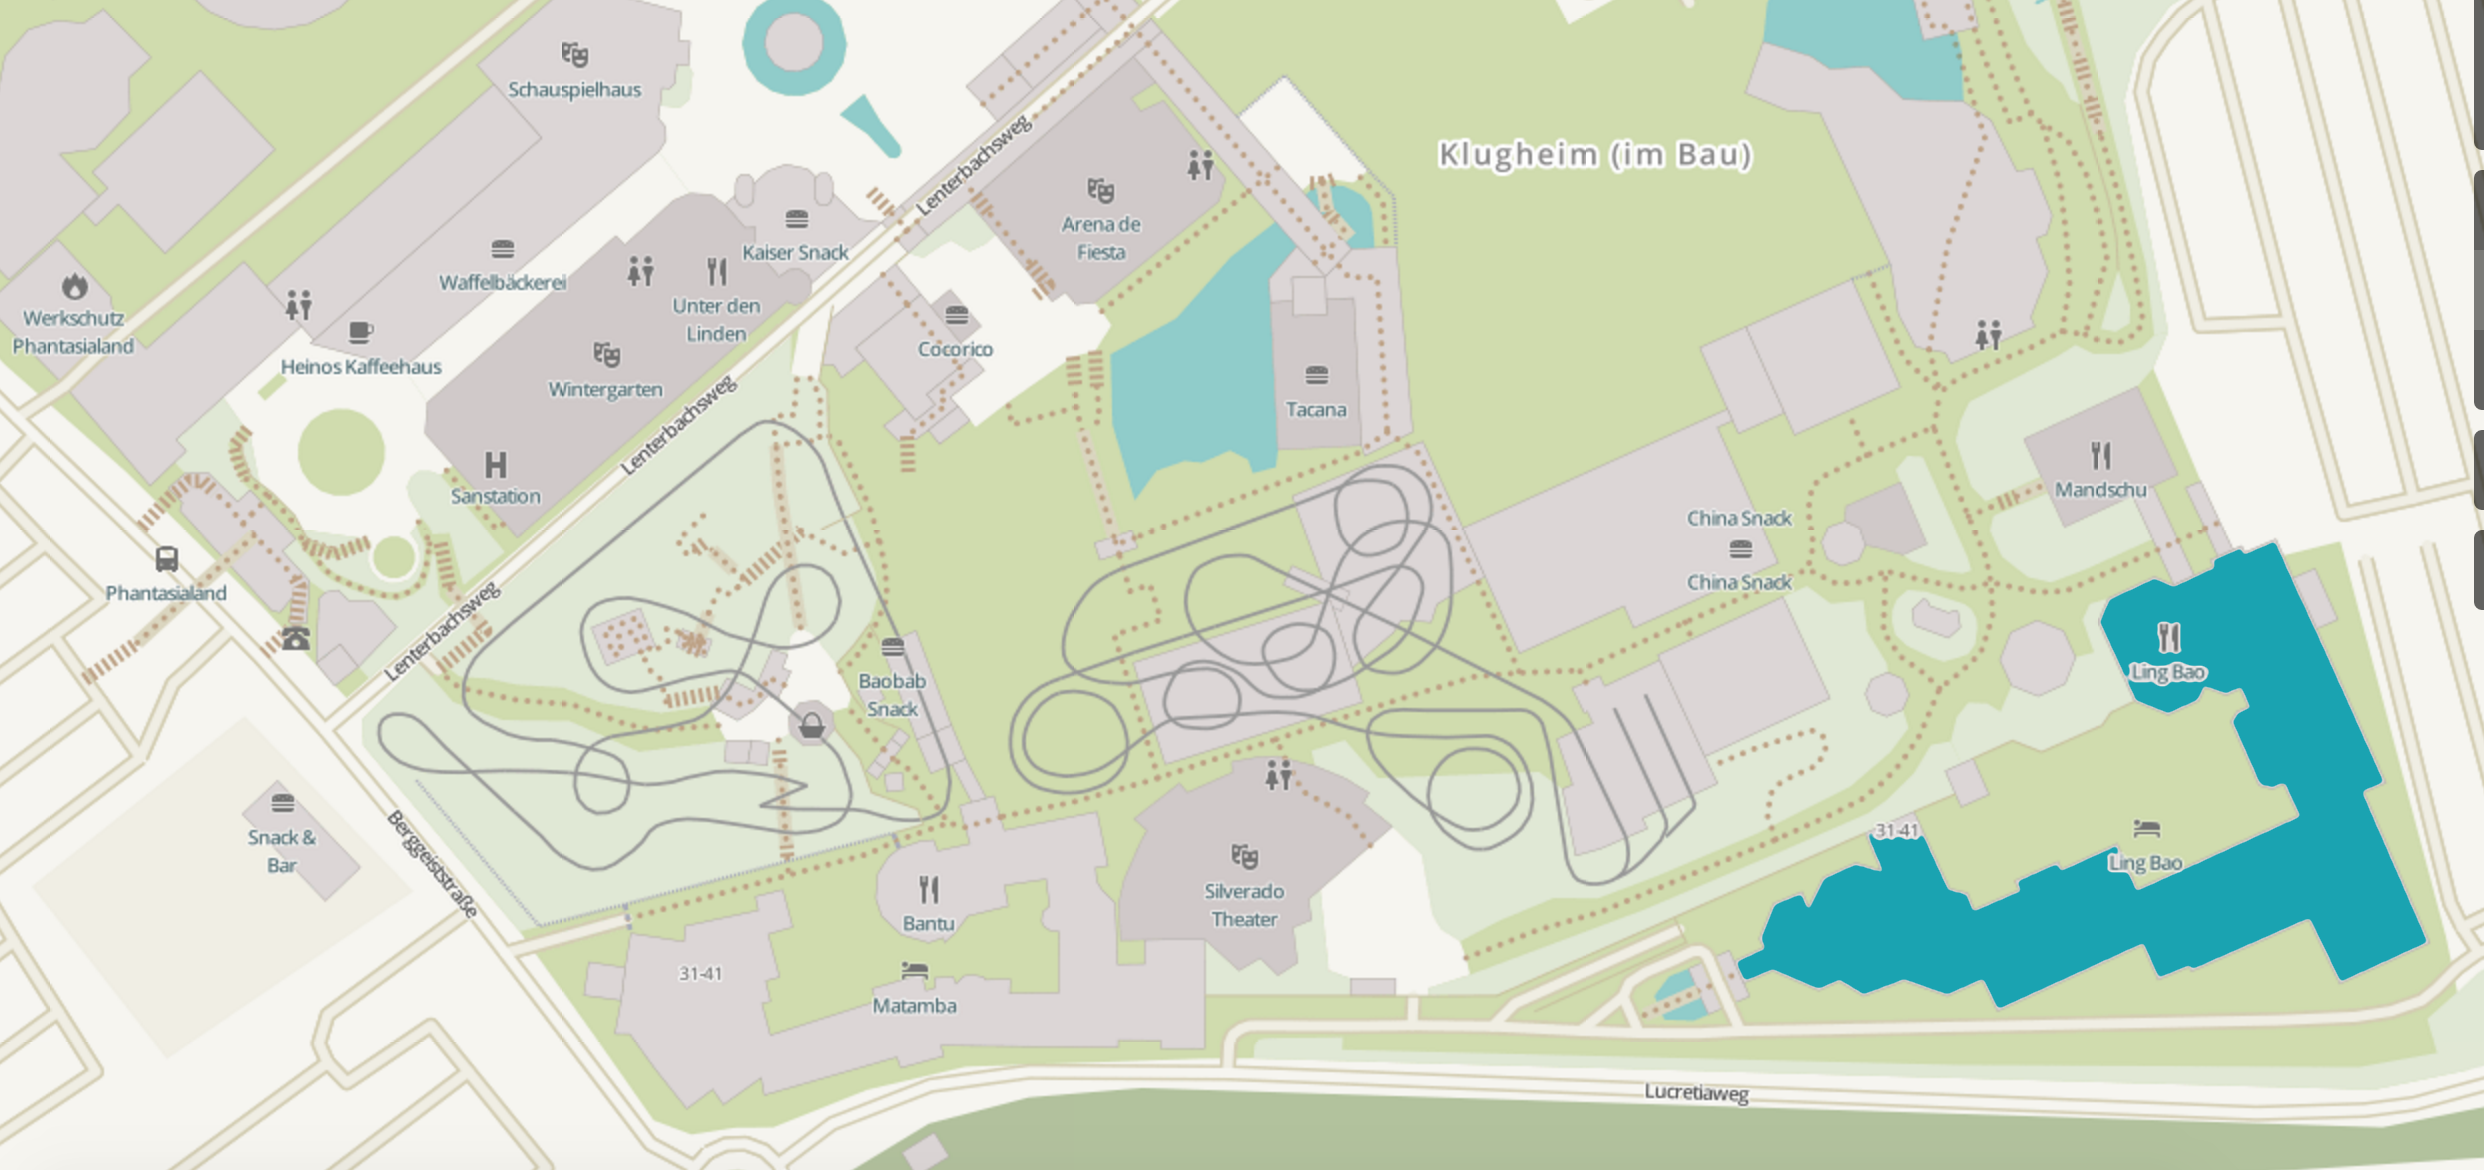 Schauspielhaus
Lenterbachsweg
Klugheim (im Bau)
Arena de
Fiesta
Kaiser Snack
Waffelbäckerei
Unter den
Linden
Werkschutz
Phantasialand
Heinos Kaffeehaus
Cocorico
Wintergarten
Tacana
Lenterbachsweg
Sanstation
Mandschu
China Snack
China Snack
Phantasialand
Lenterbachsweg
Baobab
Snack
Ling Bao
Snack &
Bar
Berggeiststraße
31-41
Ling Bao
Silverado
Theater
Bantu
31-41
Matamba
Lucretiaweg